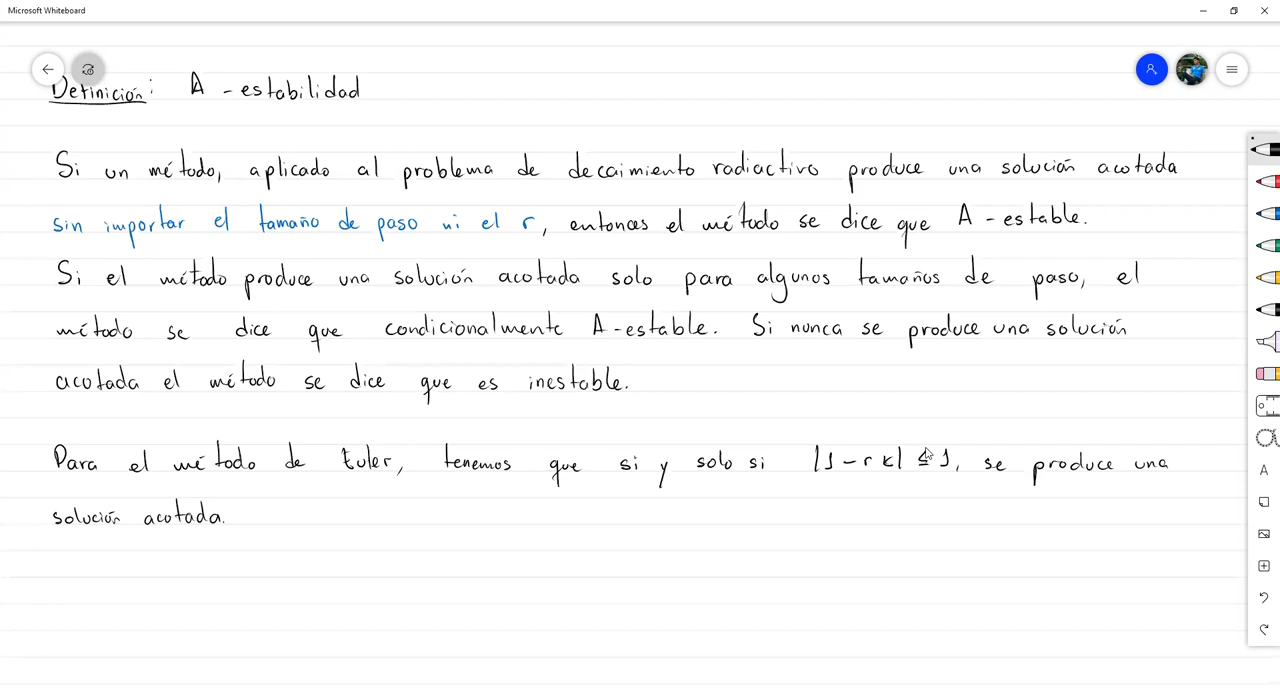 Microsoft Whiteboard
Definición: A - estabilidad
Si un método, aplicado al problema de decaimiento radiactivo produce una solución acotada
sin importar el tamaño de paso ni el r, entonces el método se dice que A - estable.
Si el método produce una solución acotada solo para algunos tamaños de paso, el
método se dice que condicionalmente A-estable. Si nunca se produce una solución
acotada el método se dice que es inestable.
Para el método de Euler, tenemos que si y solo si |1 - r k| ≤ 1, se produce una
solución acotada.
A